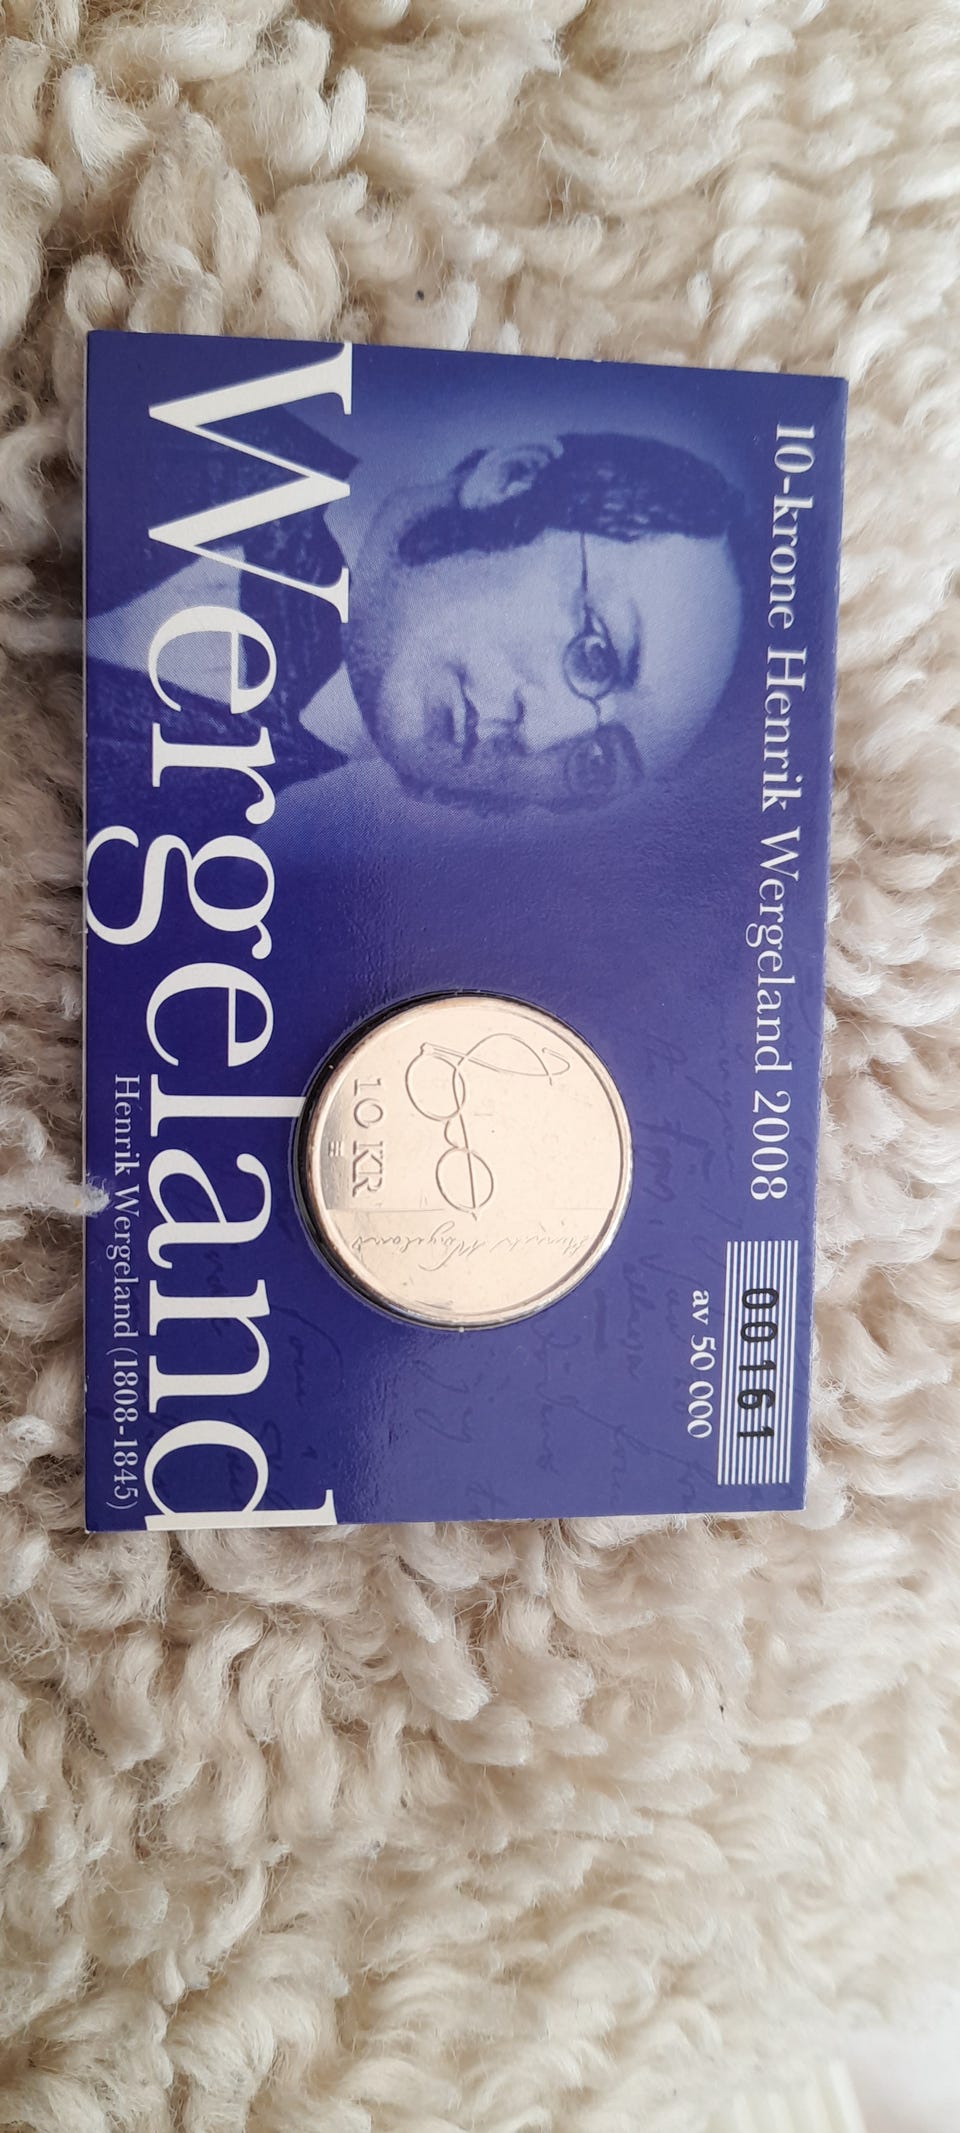 10-krone Henrik Wergeland 2008
00161
av 50 000
Henrik Wergeland
10 KR
Wergeland
Henrik Wergeland (1808-1845)